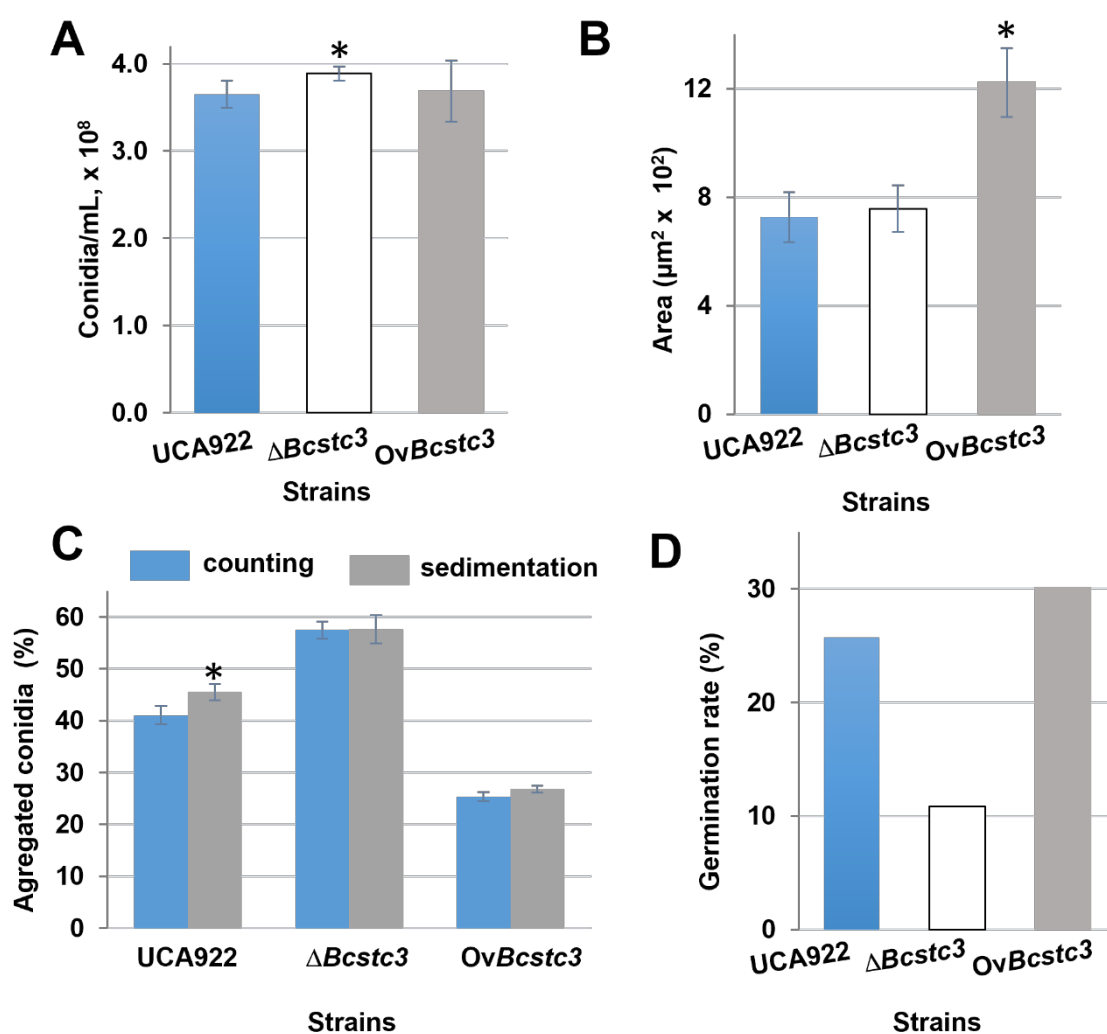 A
*
Conidia/mL, x 10⁸
4.0
3.0
2.0
1.0
0.0
UCA922 ΔBcstc3 OvBcstc3
Strains
B
*
Area (µm² x 10²)
12
8
4
0
UCA922 ΔBcstc3 OvBcstc3
Strains
C
counting sedimentation
*
Agregated conidia (%)
60
50
40
30
20
10
0
UCA922 ΔBcstc3 OvBcstc3
Strains
D
Germination rate (%)
30
20
10
0
UCA922 ΔBcstc3 OvBcstc3
Strains